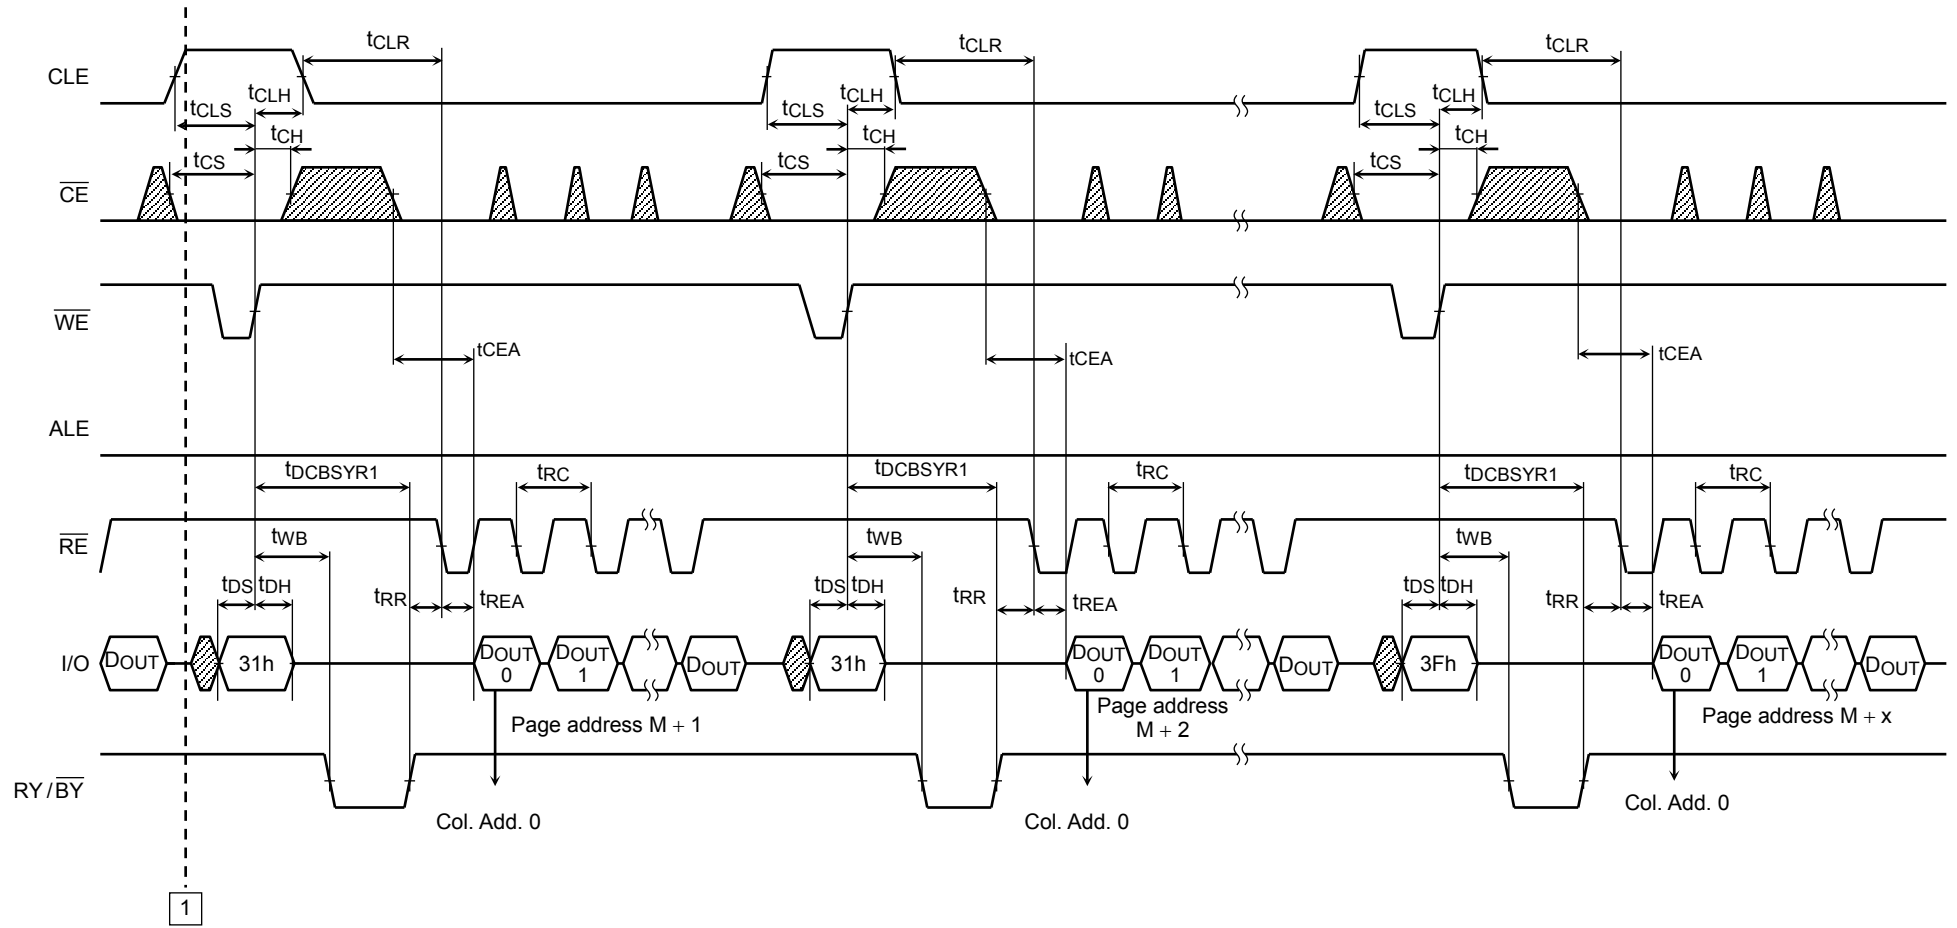 tCLR tCLR tCLR
CLE
tCLH tCLH tCLH
tCLS tCLS tCLS
tCH tCH tCH
tCS tCS tCS
CE
WE
tCEA tCEA tCEA
ALE
tDCBSYR1 tRC tDCBSYR1 tRC tDCBSYR1 tRC
RE
tWB tWB tWB
tDS tDH tDS tDH tDS tDH
tRR tREA tRR tREA tRR tREA
I/O DOUT 31h DOUT 0 DOUT 1 DOUT 31h DOUT 0 DOUT 1 DOUT 3Fh DOUT 0 DOUT 1 DOUT
Page address M + 1
Page address
M + 2
Page address M + x
RY/BY
Col. Add. 0 Col. Add. 0 Col. Add. 0
1